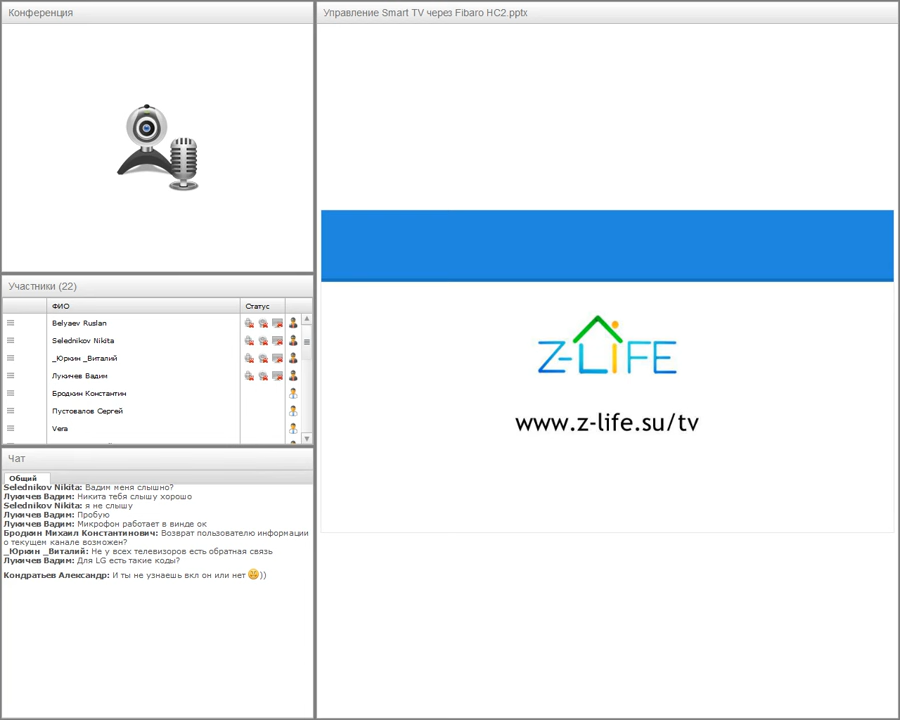 Конференция
Управление Smart TV через Fibaro HC2.pptx
Участники (22)
ФИО Статус
Belyaev Ruslan
Selednikov Nikita
_Юркин _Виталий
Лукичев Вадим
Бродкин Константин
Пустовалов Сергей
Vera
Чат
Общий
Selednikov Nikita: Вадим меня слышно?
Лукичев Вадим: Никита тебя слышу хорошо
Selednikov Nikita: я не слышу
Лукичев Вадим: Пробую
Лукичев Вадим: Микрофон работает в винде ок
Бродкин Михаил Константинович: Возврат пользователю информации
о текущем канале возможен?
_Юркин _Виталий: Не у всех телевизоров есть обратная связь
Лукичев Вадим: Для LG есть такие коды?
Кондратьев Александр: И ты не узнаешь вкл он или нет ))
Z-LiFE
www.z-life.su/tv